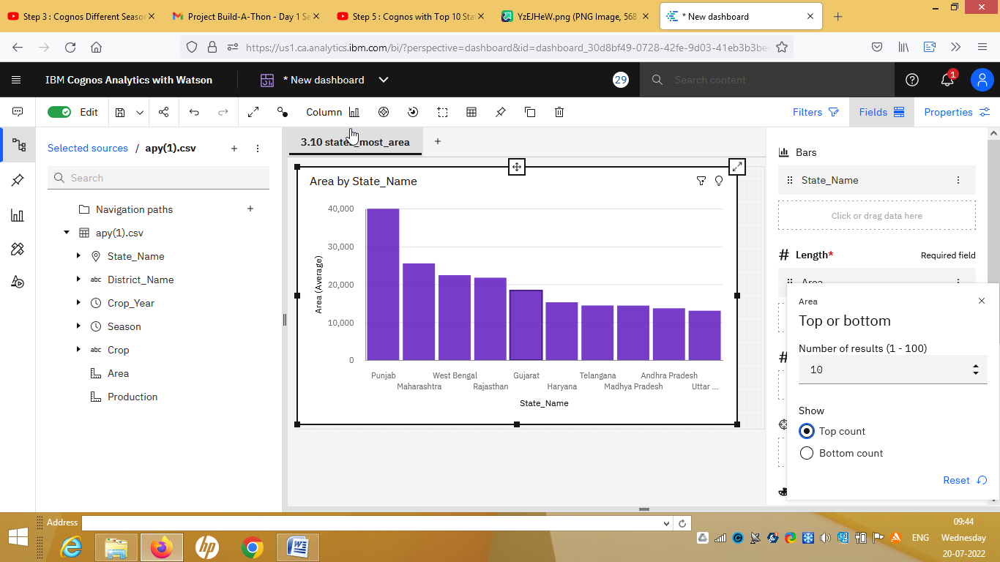 Step 3 : Cognos Different Season
Project Build-A-Thon - Day 1 Se
Step 5 : Cognos with Top 10 Sta
YzEJHeW.png (PNG Image, 568
* New dashboard
https://us1.ca.analytics.ibm.com/bi/?perspective=dashboard&id=dashboard_30d8bf49-0728-42fe-9d03-41eb3b3bec
IBM Cognos Analytics with Watson
* New dashboard
29
Search content
1
Edit
Column
Filters
Fields
Properties
Selected sources / apy(1).csv
Search
Navigation paths
apy(1).csv
State_Name
abc District_Name
Crop_Year
Season
abc Crop
Area
Production
3.10 states_most_area
Area by State_Name
Area (Average)
40,000
30,000
20,000
10,000
0
Punjab
Maharashtra
West Bengal
Rajasthan
Gujarat
Haryana
Telangana
Madhya Pradesh
Andhra Pradesh
Uttar ...
State_Name
Bars
State_Name
Click or drag data here
# Length*
Required field
Area
Area
Top or bottom
Number of results (1 - 100)
10
Show
Top count
Bottom count
Reset
Address
ENG
09:44
Wednesday
20-07-2022